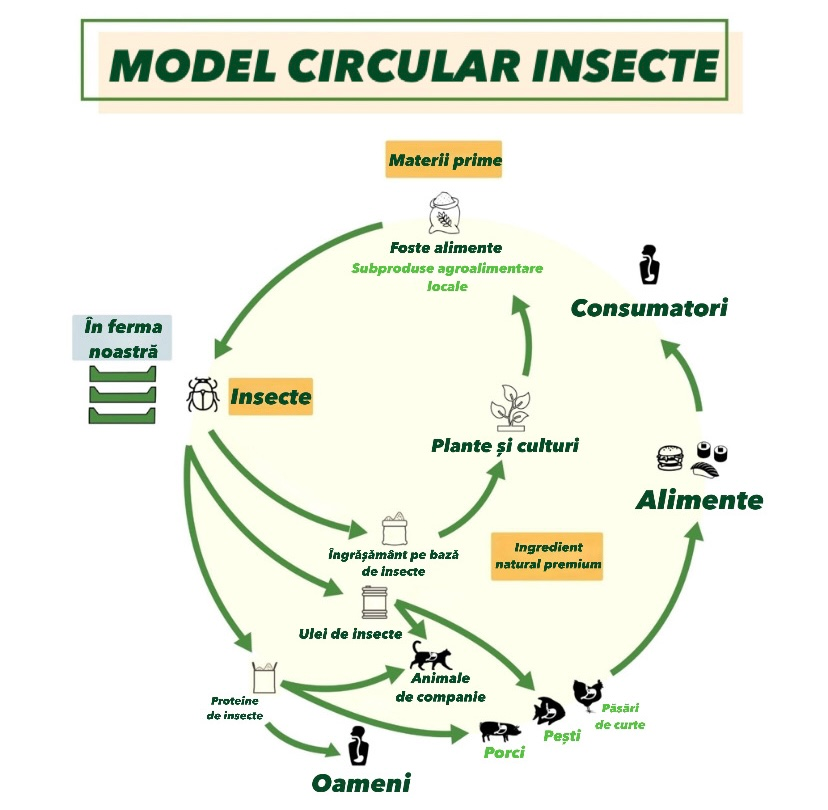 MODEL CIRCULAR INSECTE
Materii prime
Foste alimente
Subproduse agroalimentare
locale
Consumatori
În ferma
noastră
Insecte
Plante și culturi
Alimente
Îngrășământ pe bază
de insecte
Ingredient
natural premium
Ulei de insecte
Animale
de companie
Proteine
de insecte
Păsări
de curte
Pești
Porci
Oameni